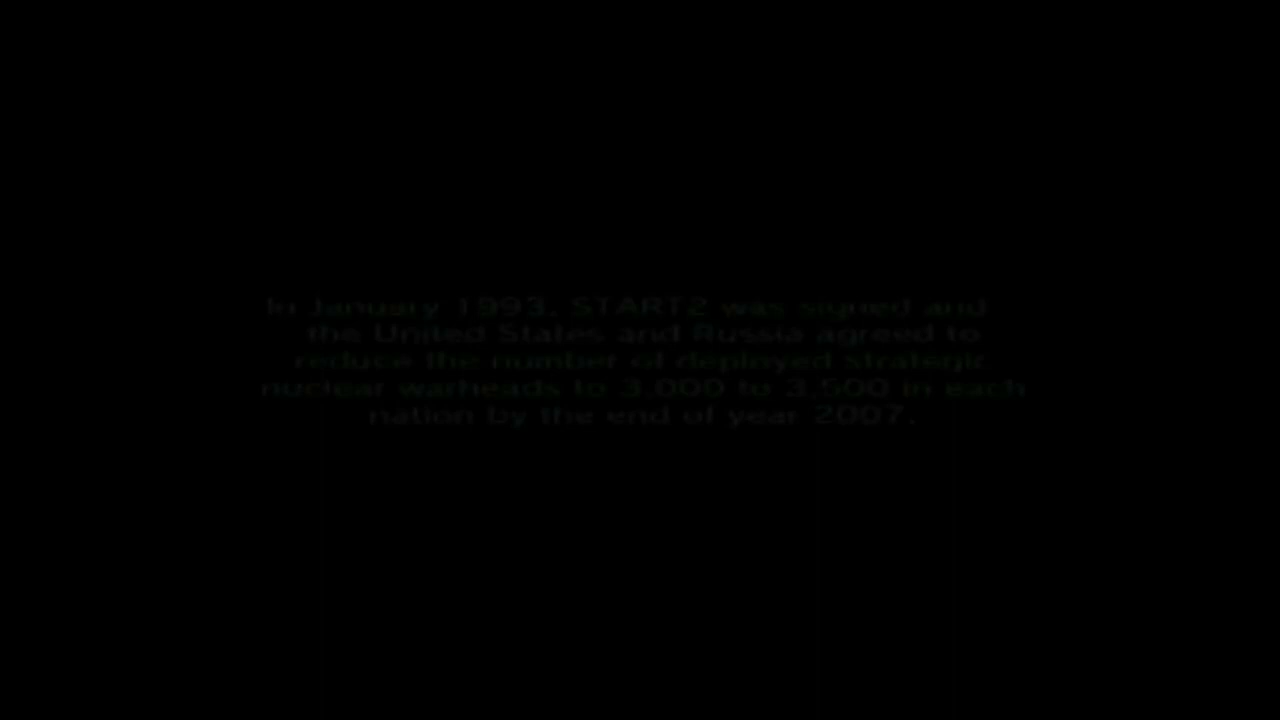 In January 1993, START2 was signed and
the United States and Russia agreed to
reduce the number of deployed strategic
nuclear warheads to 3,000 to 3,500 in each
nation by the end of year 2007.